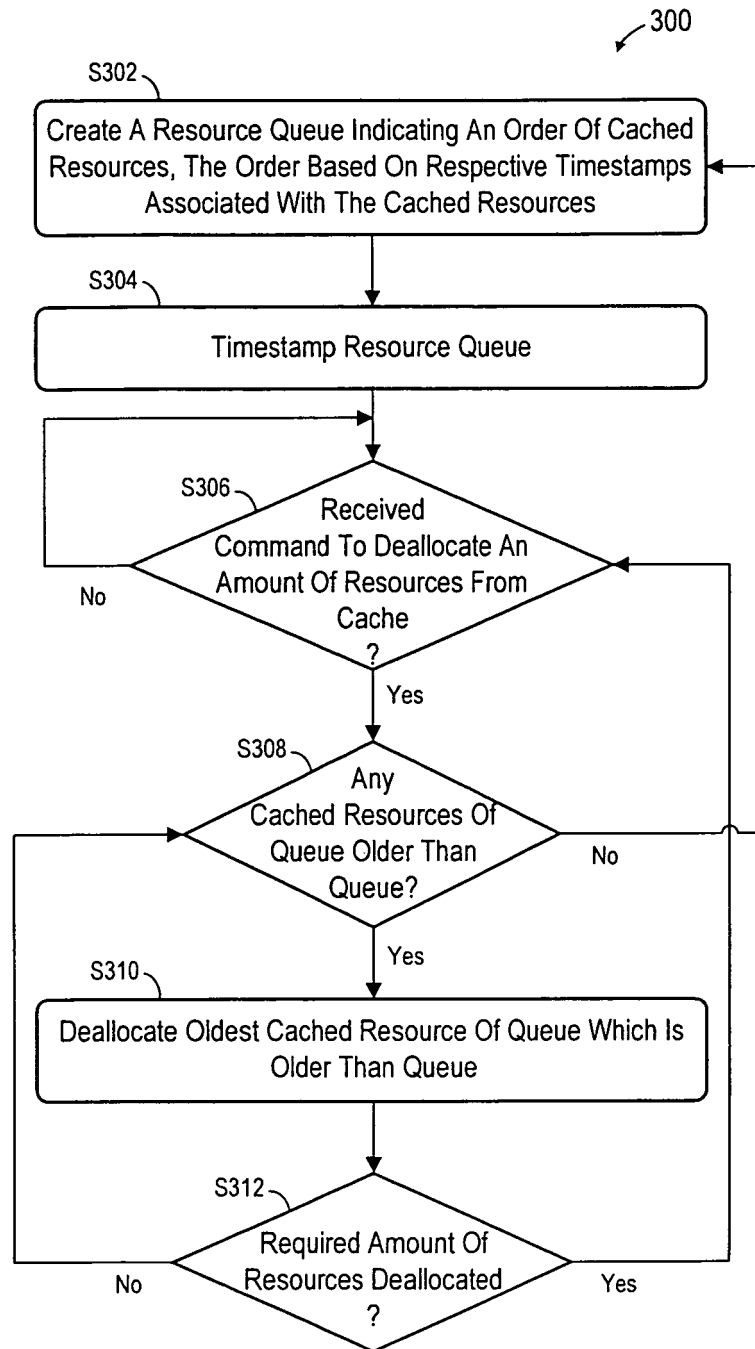 300
S302
Create A Resource Queue Indicating An Order Of Cached
Resources, The Order Based On Respective Timestamps
Associated With The Cached Resources
S304
Timestamp Resource Queue
S306
Received
Command To Deallocate An
Amount Of Resources From
Cache
?
No
Yes
S308
Any
Cached Resources Of
Queue Older Than
Queue?
No
Yes
S310
Deallocate Oldest Cached Resource Of Queue Which Is
Older Than Queue
S312
Required Amount Of
Resources Deallocated
?
No
Yes